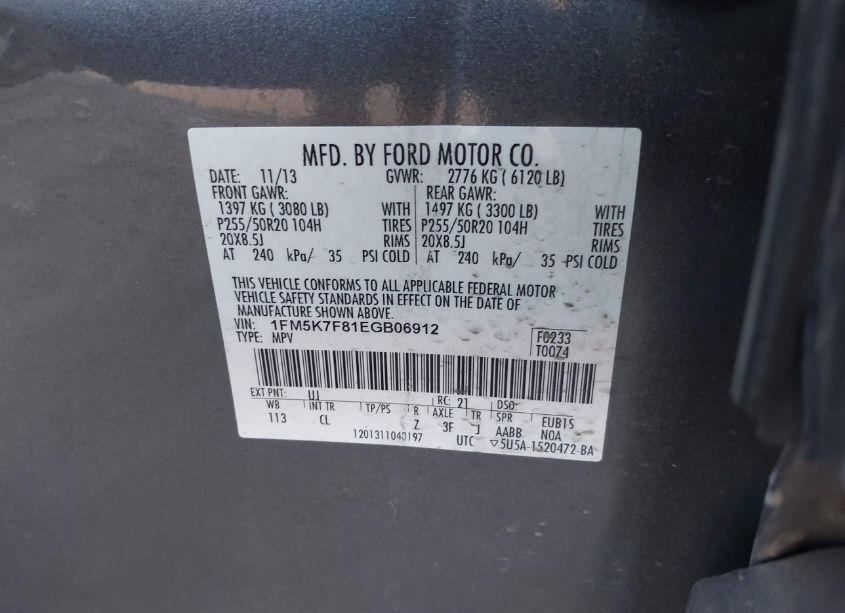 MFD. BY FORD MOTOR CO.
DATE: 11/13 GVWR: 2776 KG ( 6120 LB)
FRONT GAWR: REAR GAWR:
1397 KG ( 3080 LB) WITH 1497 KG ( 3300 LB) WITH
P255/50R20 104H TIRES P255/50R20 104H TIRES
20X8.5J RIMS 20X8.5J RIMS
AT 240 kPa/ 35 PSI COLD AT 240 kPa/ 35 PSI COLD
THIS VEHICLE CONFORMS TO ALL APPLICABLE FEDERAL MOTOR
VEHICLE SAFETY STANDARDS IN EFFECT ON THE DATE OF
MANUFACTURE SHOWN ABOVE.
VIN: 1FM5K7F81EGB06912 F0233
TYPE: MPV T0074
EXT PNT: UJ RC: 21 DSO:
WB INT TR TP/PS R AXLE TR SPR EUB1S
113 CL Z 3F J AABB N0A
1201311040197 UTC ▽5U5A-1520472-BA